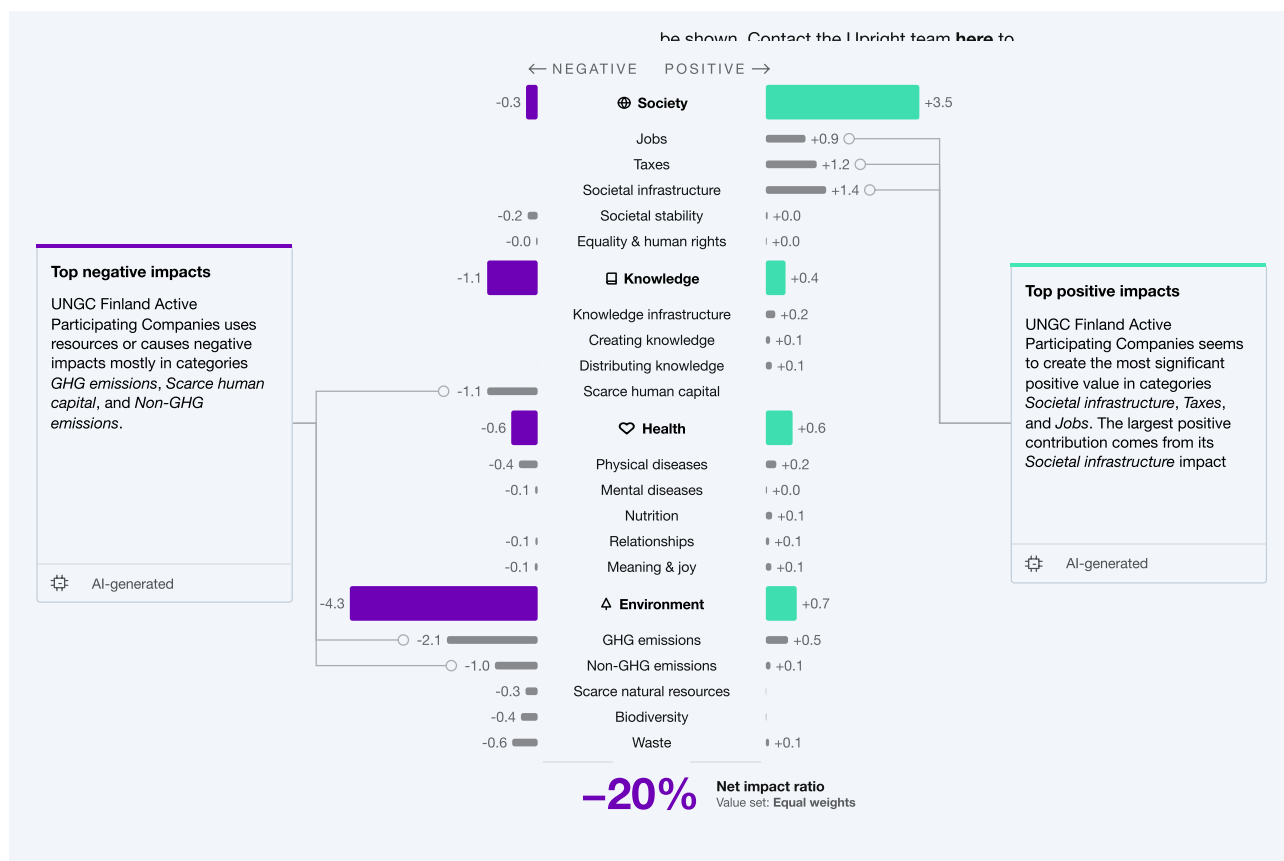 be shown. Contact the Upright team here to
← NEGATIVE POSITIVE →
-0.3 Society +3.5
Jobs +0.9
Taxes +1.2
Societal infrastructure +1.4
-0.2 Societal stability +0.0
-0.0 Equality & human rights +0.0
-1.1 Knowledge +0.4
Knowledge infrastructure +0.2
Creating knowledge +0.1
Distributing knowledge +0.1
-1.1 Scarce human capital
-0.6 Health +0.6
-0.4 Physical diseases +0.2
-0.1 Mental diseases +0.0
Nutrition +0.1
-0.1 Relationships +0.1
-0.1 Meaning & joy +0.1
-4.3 Environment +0.7
-2.1 GHG emissions +0.5
-1.0 Non-GHG emissions +0.1
-0.3 Scarce natural resources
-0.4 Biodiversity
-0.6 Waste +0.1
Top negative impacts
UNGC Finland Active
Participating Companies uses
resources or causes negative
impacts mostly in categories
GHG emissions, Scarce human
capital, and Non-GHG
emissions.
AI-generated
Top positive impacts
UNGC Finland Active
Participating Companies seems
to create the most significant
positive value in categories
Societal infrastructure, Taxes,
and Jobs. The largest positive
contribution comes from its
Societal infrastructure impact
AI-generated
–20%
Net impact ratio
Value set: Equal weights